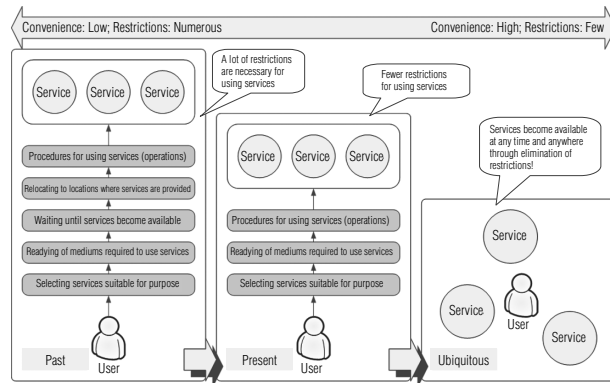 Convenience: Low; Restrictions: Numerous
Convenience: High; Restrictions: Few
A lot of restrictions
are necessary for
using services
Service
Service
Service
Procedures for using services (operations)
Relocating to locations where services are provided
Waiting until services become available
Readying of mediums required to use services
Selecting services suitable for purpose
User
Past
Fewer restrictions
for using services
Service
Service
Service
Procedures for using services (operations)
Readying of mediums required to use services
Selecting services suitable for purpose
User
Present
Services become available
at any time and anywhere
through elimination of
restrictions!
Service
Service
User
Service
Ubiquitous